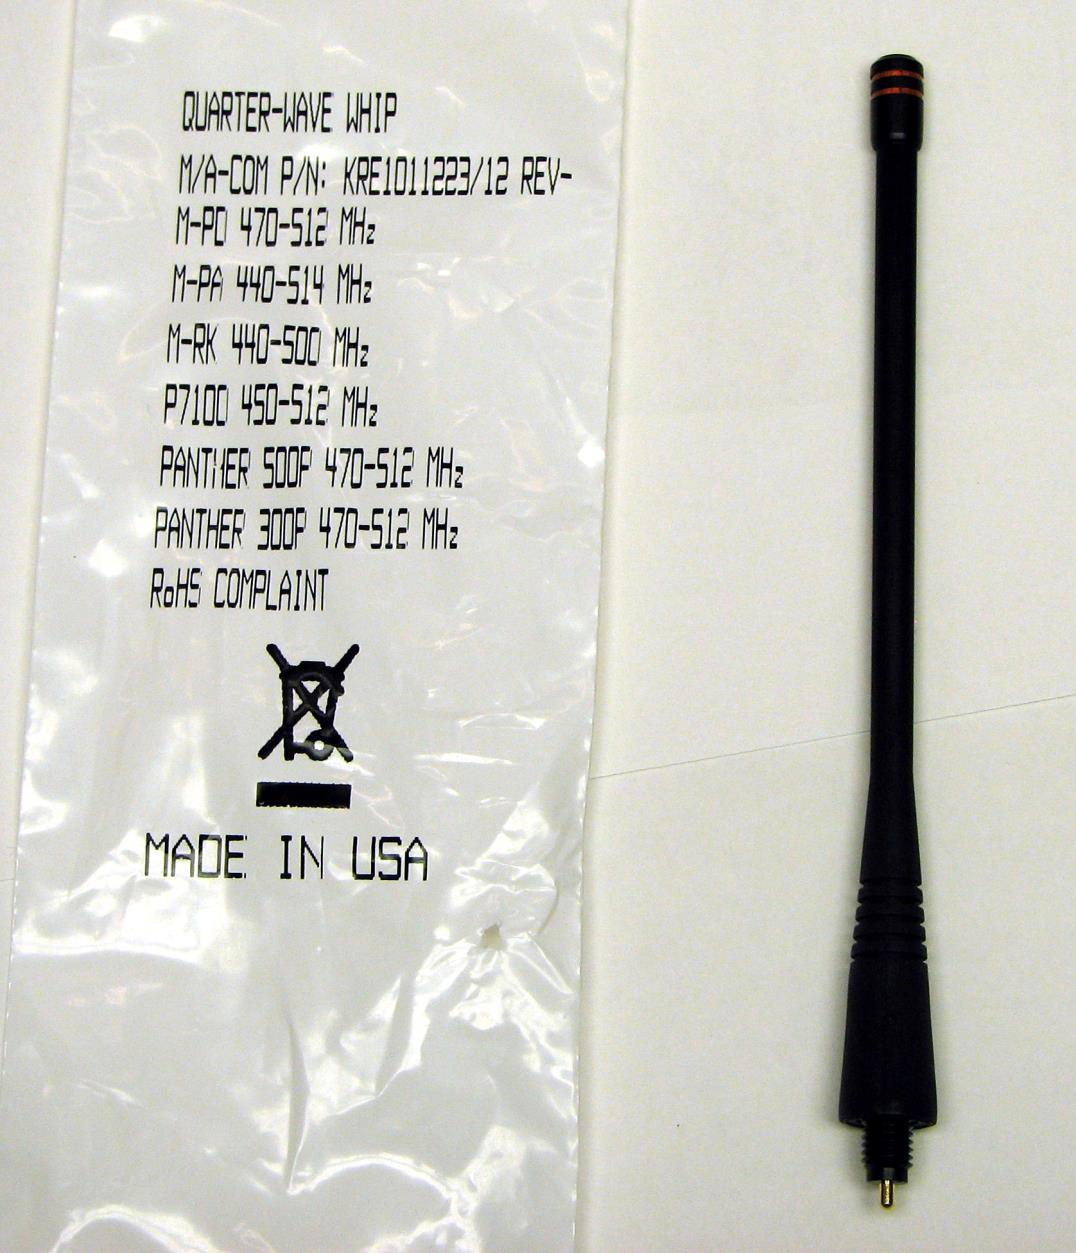 QUARTER-WAVE WHIP
M/A-COM P/N: KRE1011223/12 REV-
M-PD 470-512 MHz
M-PA 440-514 MHz
M-RK 440-500 MHz
P7100 450-512 MHz
PANTHER 500P 470-512 MHz
PANTHER 300P 470-512 MHz
RoHS COMPLAINT
MADE IN USA